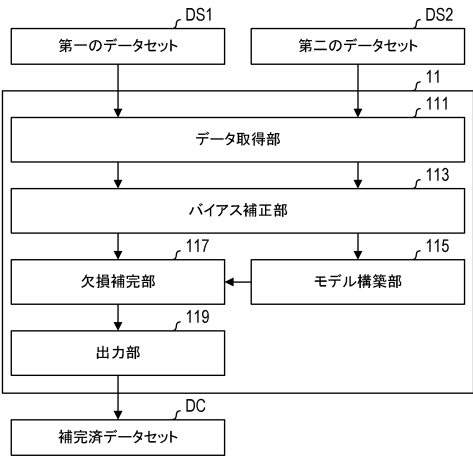 DS1
DS2
第一のデータセット
第二のデータセット
11
111
データ取得部
113
バイアス補正部
117
115
欠損補完部
モデル構築部
119
出力部
DC
補完済データセット